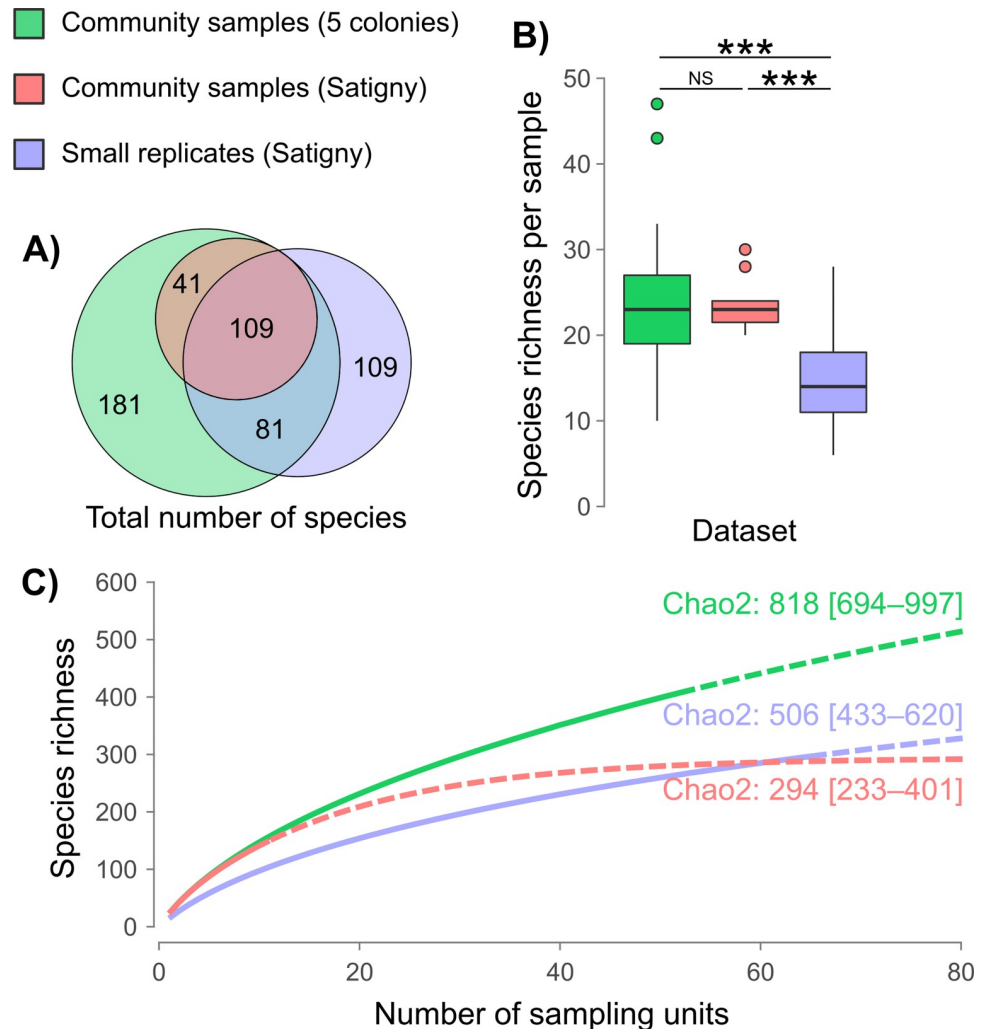 Community samples (5 colonies)
Community samples (Satigny)
Small replicates (Satigny)
A)
41
109
109
181
81
Total number of species
B)
***
NS
***
50
40
30
20
10
0
Species richness per sample
Dataset
C)
600
500
400
300
200
100
0
Species richness
Chao2: 818 [694–997]
Chao2: 506 [433–620]
Chao2: 294 [233–401]
0
20
40
60
80
Number of sampling units